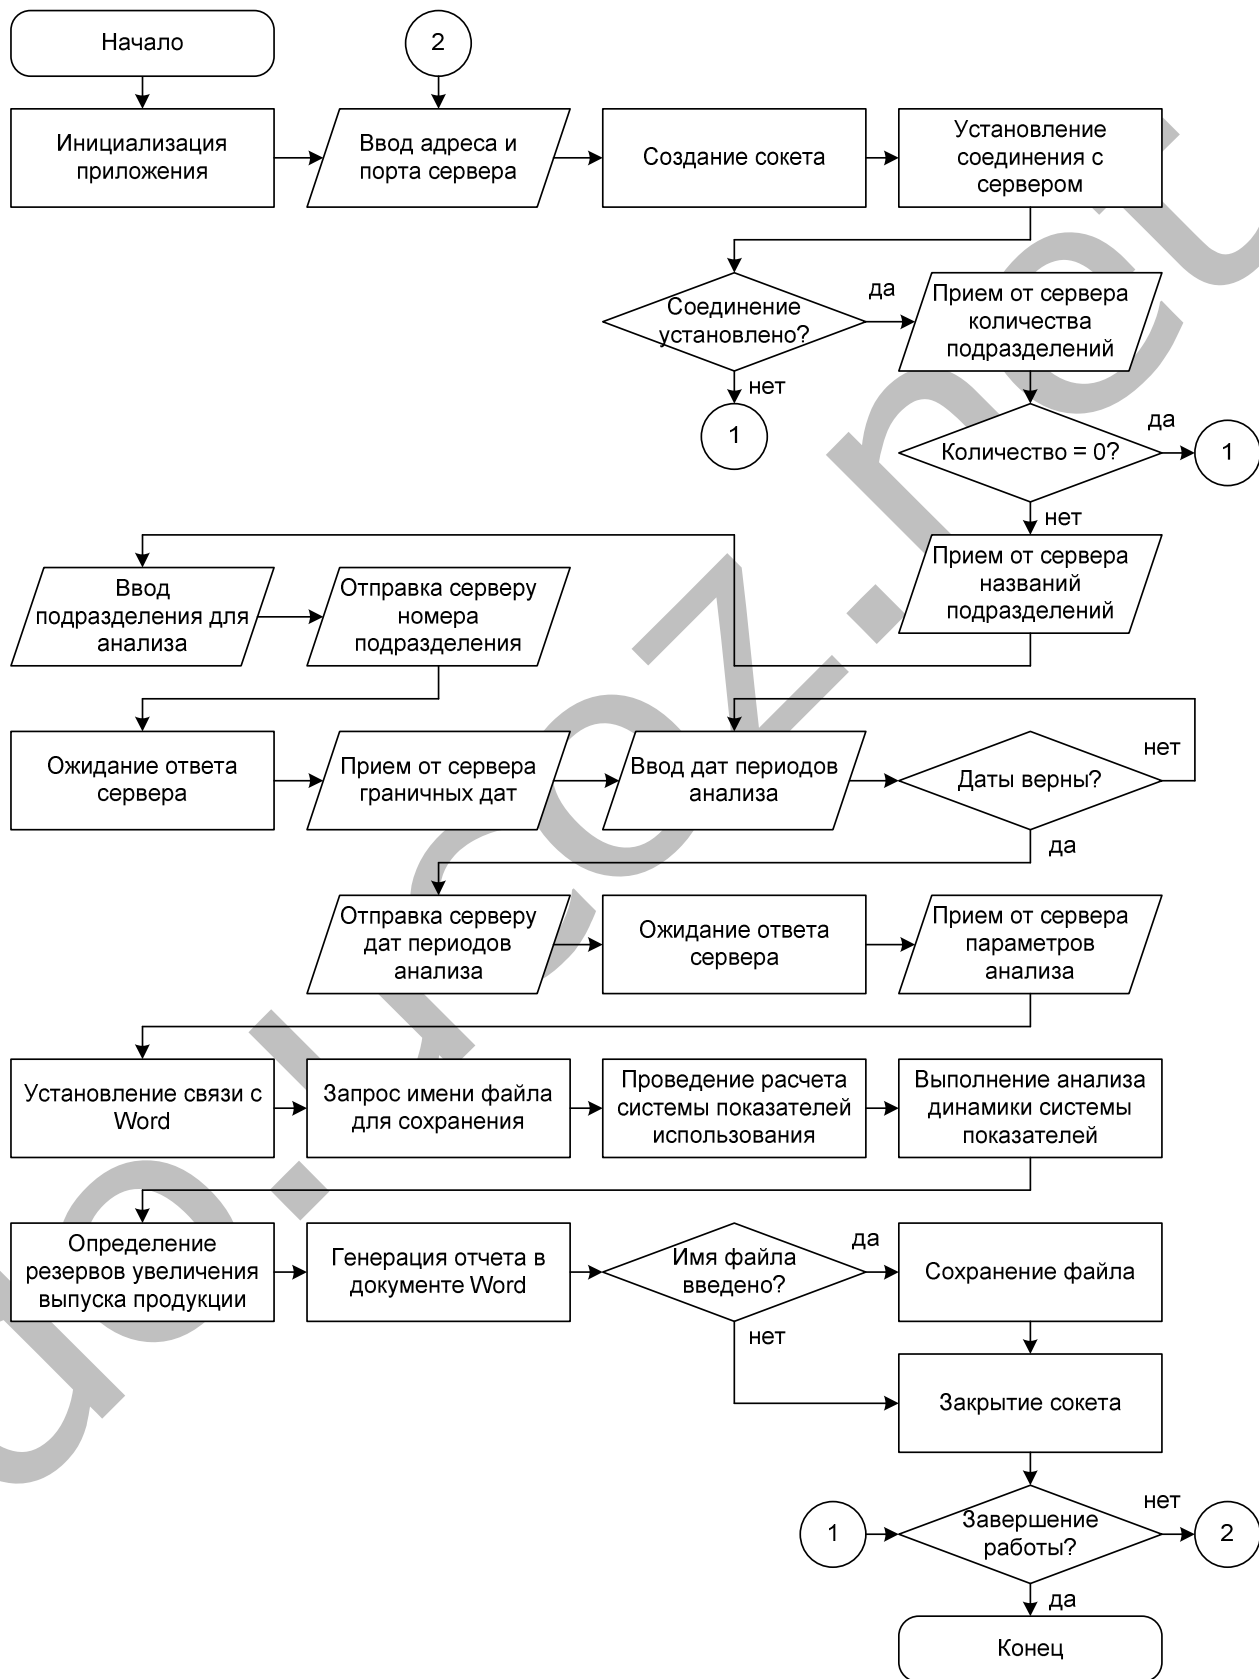 Начало
2
Инициализация
приложения
Ввод адреса и
порта сервера
Создание сокета
Установление
соединения с
сервером
Соединение
установлено?
да
Прием от сервера
количества
подразделений
нет
1
Количество = 0?
да
1
нет
Прием от сервера
названий
подразделений
Ввод
подразделения для
анализа
Отправка серверу
номера
подразделения
Ожидание ответа
сервера
Прием от сервера
граничных дат
Ввод дат периодов
анализа
Даты верны?
нет
да
Отправка серверу
дат периодов
анализа
Ожидание ответа
сервера
Прием от сервера
параметров
анализа
Установление связи с
Word
Запрос имени файла
для сохранения
Проведение расчета
системы показателей
использования
Выполнение анализа
динамики системы
показателей
Определение
резервов увеличения
выпуска продукции
Генерация отчета в
документе Word
Имя файла
введено?
да
Сохранение файла
нет
Закрытие сокета
1
Завершение
работы?
нет
2
да
Конец